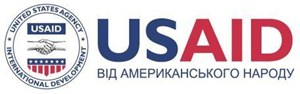 UNITED STATES AGENCY
USAID
INTERNATIONAL DEVELOPMENT
USAID
ВІД АМЕРИКАНСЬКОГО НАРОДУ